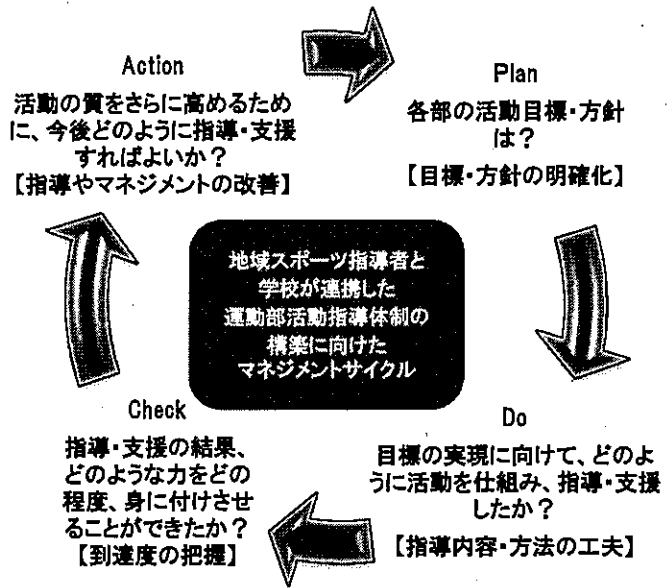 Action
活動の質をさらに高めるため
に、今後どのように指導・支援
すればよいか？
【指導やマネジメントの改善】
Plan
各部の活動目標・方針
は？
【目標・方針の明確化】
地域スポーツ指導者と
学校が連携した
運動部活動指導体制の
構築に向けた
マネジメントサイクル
Do
目標の実現に向けて、どのよ
うに活動を仕組み、指導・支援
したか？
【指導内容・方法の工夫】
Check
指導・支援の結果、
どのような力をどの
程度、身に付けさせ
ることができたか？
【到達度の把握】